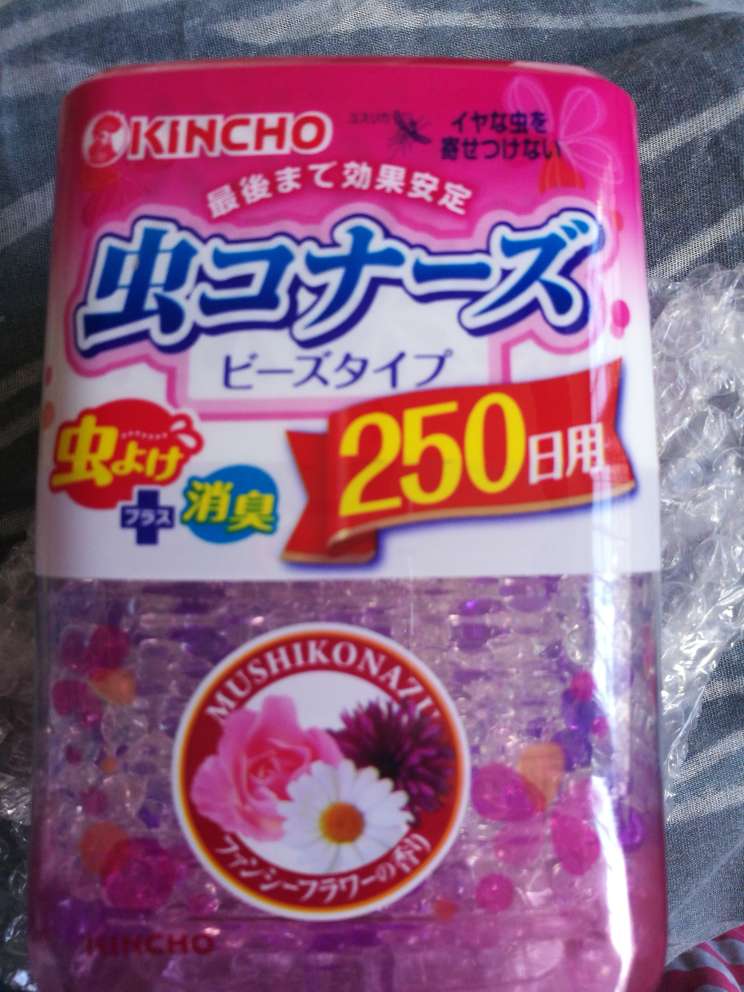 KINCHO
ユスリカ
イヤな虫を
寄せつけない
最後まで効果安定
虫コナーズ
ビーズタイプ
250日用
虫よけ
プラス
消臭
MUSHIKONAZU
ファンシーフラワーの香り
KINCHO